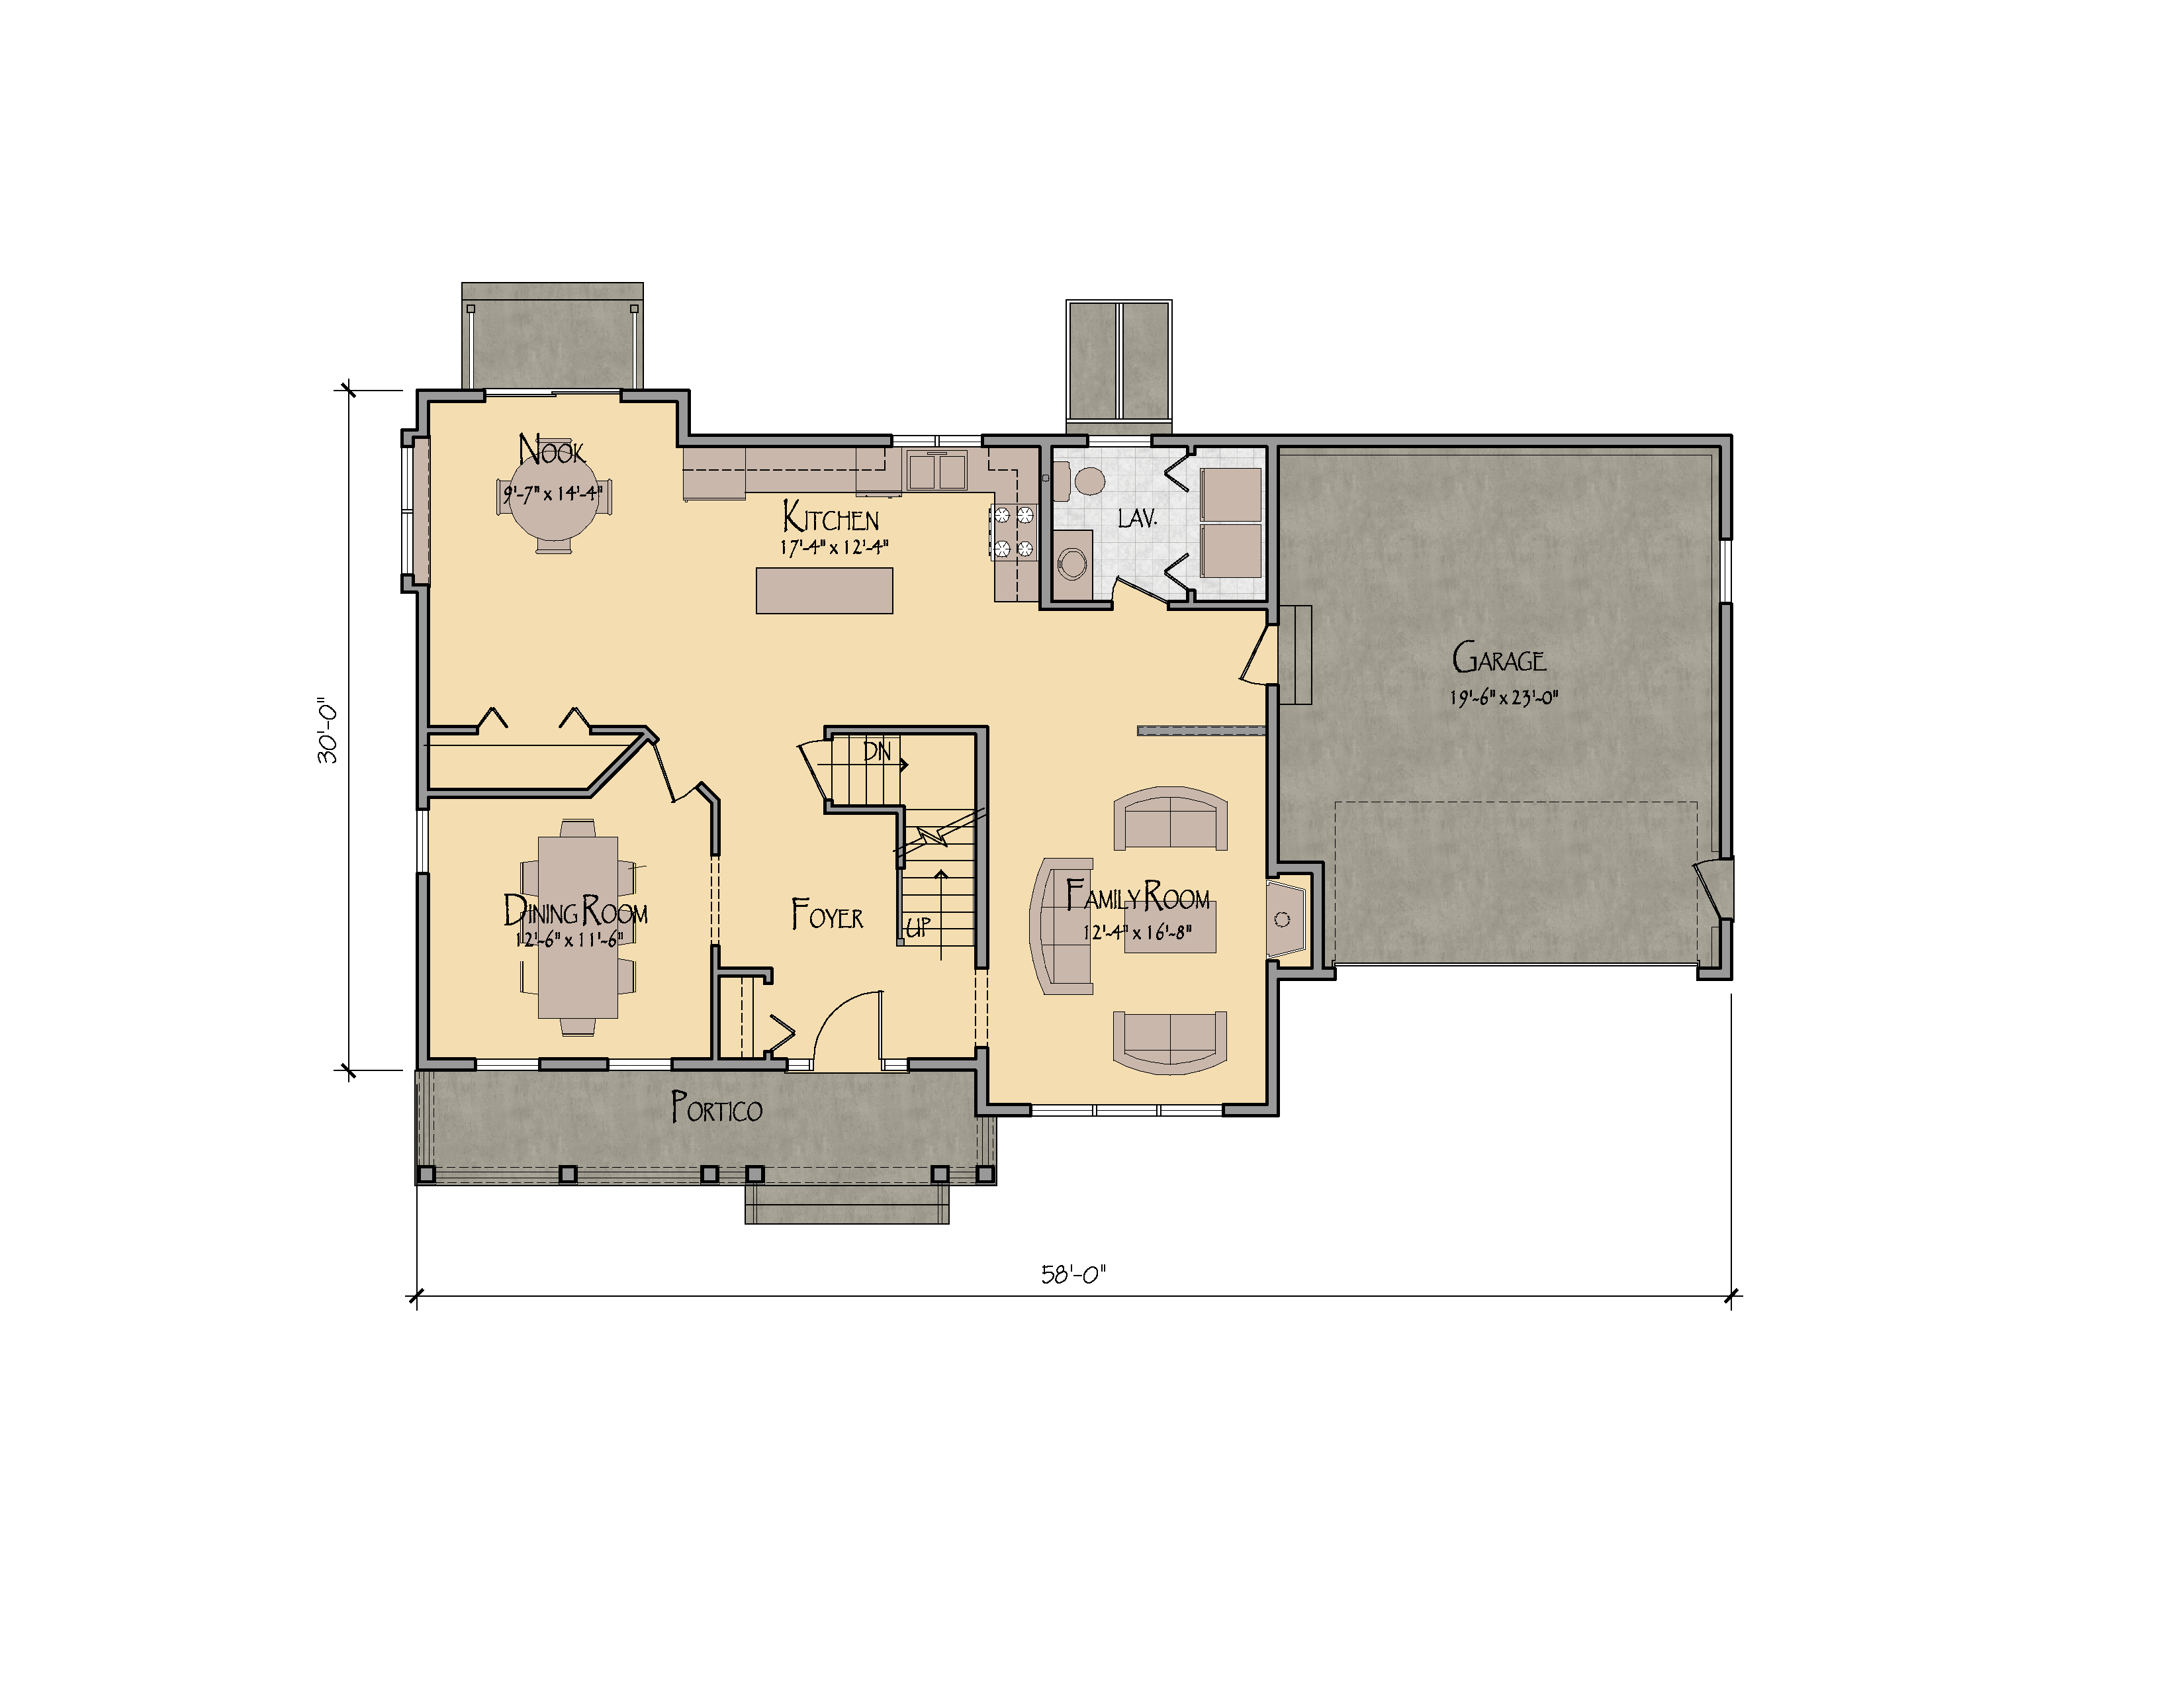 NOOK
9'-7" x 14'-4"
KITCHEN
17'-4" x 12'-4"
LAV.
GARAGE
19'-6" x 23'-0"
30'-0"
DN
UP
DINING ROOM
12'-6" x 11'-6"
FOYER
FAMILY ROOM
12'-4" x 16'-8"
PORTICO
58'-0"